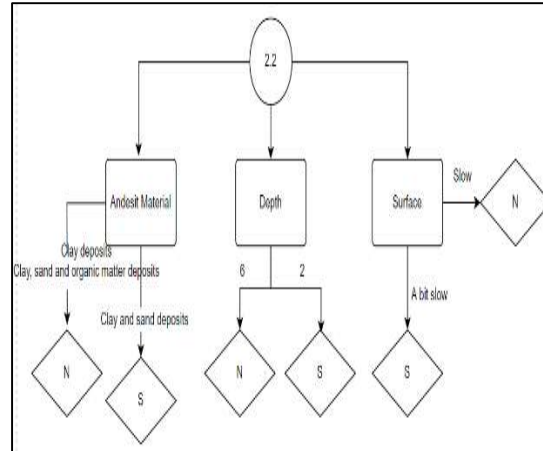 2.2
Andesit Material
Depth
Surface
Slow
N
Clay deposits
Clay, sand and organic matter deposits
6
2
A bit slow
Clay and sand deposits
N
S
N
S
S